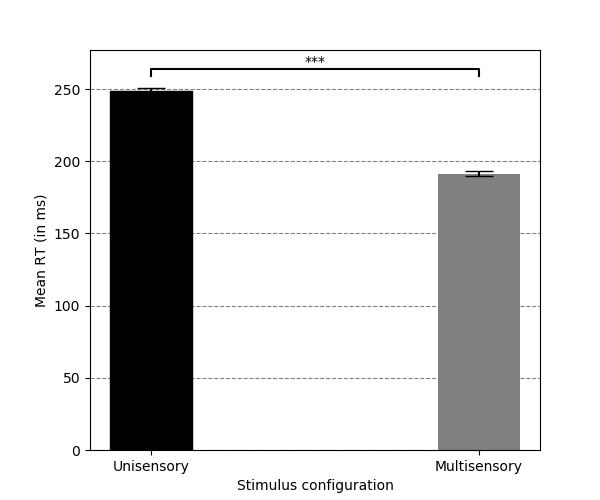 ***
250
200
150
100
50
0
Mean RT (in ms)
Unisensory
Multisensory
Stimulus configuration